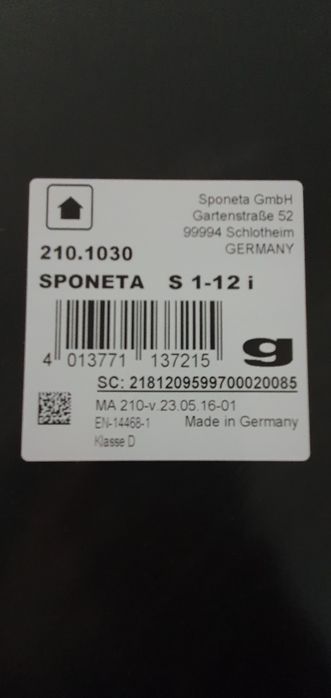 Sponeta GmbH
Gartenstraße 52
99994 Schlotheim
GERMANY
210.1030
SPONETA S 1-12 i
4 013771 137215
g
SC: 2181209599700020085
MA 210-v.23.05.16-01
EN-14468-1 Made in Germany
Klasse D